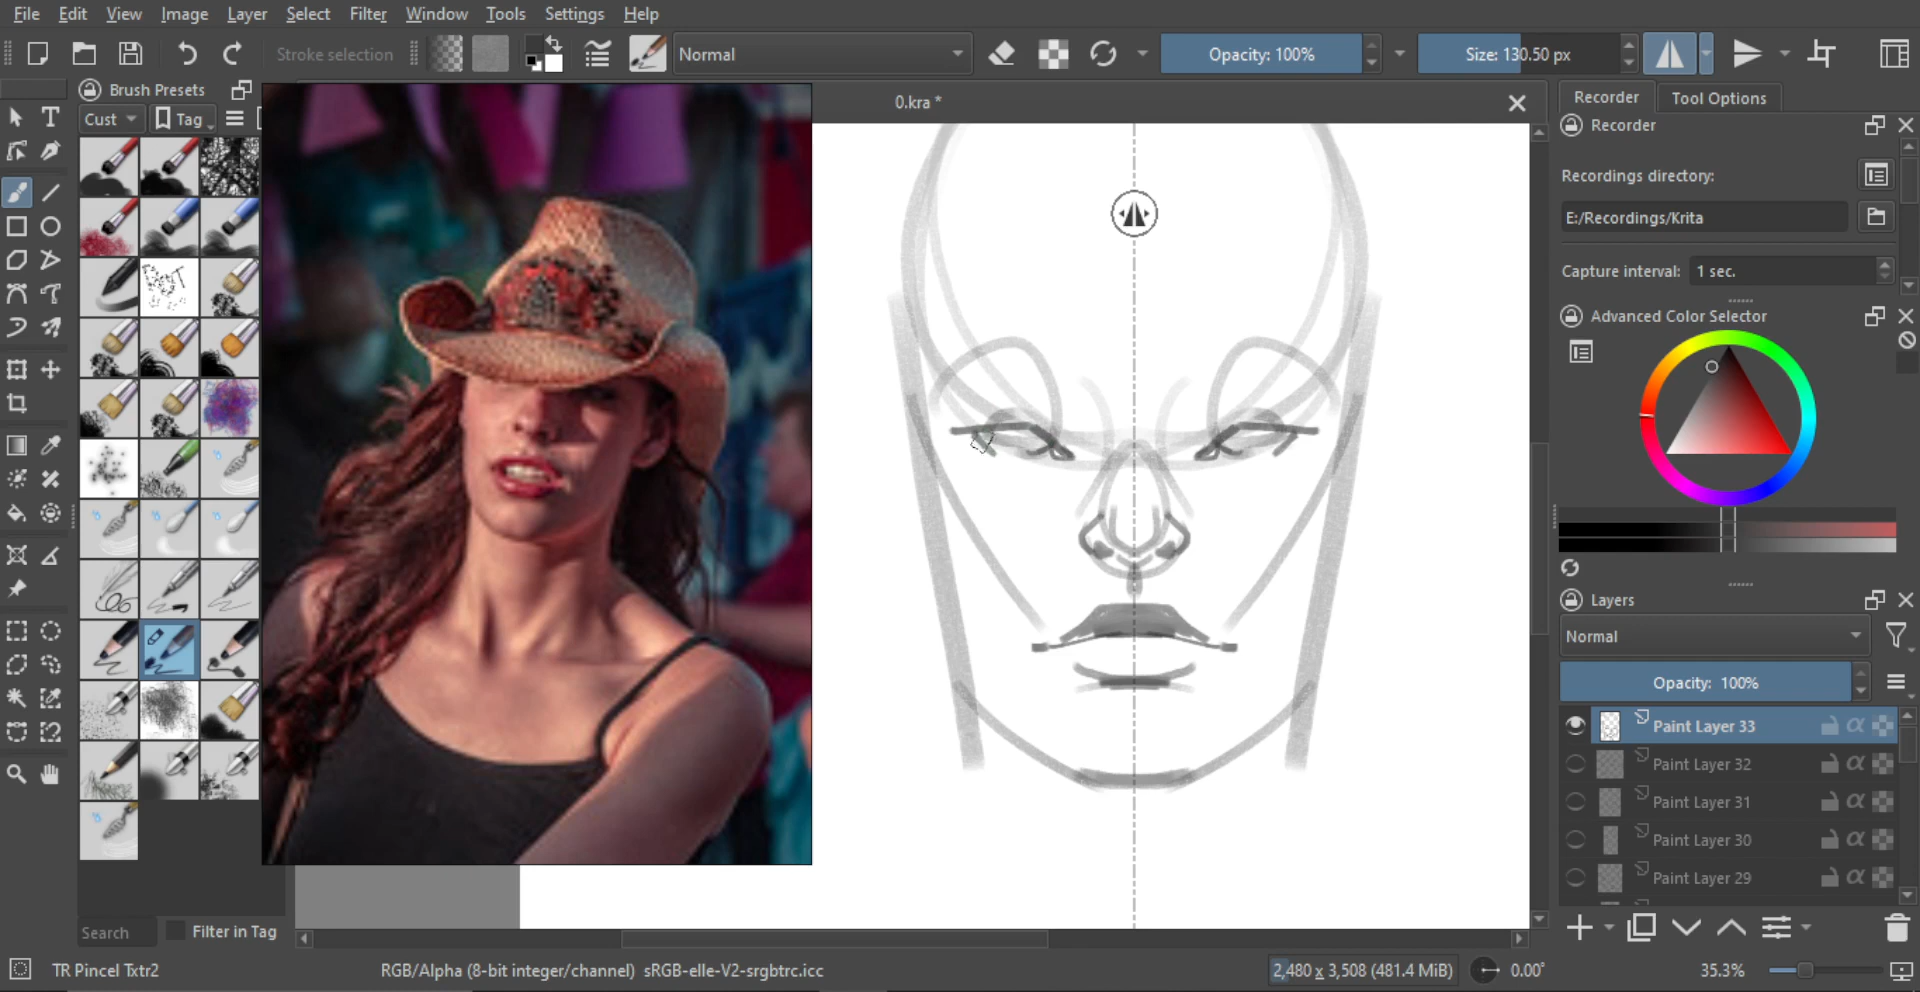 File Edit View Image Layer Select Filter Window Tools Settings Help
Stroke selection Normal Opacity: 100% Size: 130.50 px
Brush Presets
Cust Tag
0.kra *
Recorder Tool Options
Recorder
Recordings directory:
E:/Recordings/Krita
Capture interval: 1 sec.
Advanced Color Selector
Layers
Normal
Opacity: 100%
Paint Layer 33
Paint Layer 32
Paint Layer 31
Paint Layer 30
Paint Layer 29
Search Filter in Tag
TR Pincel Txtr2 RGB/Alpha (8-bit integer/channel) sRGB-elle-V2-srgbtrc.icc 2,480 x 3,508 (481.4 MiB) 0.00° 35.3%